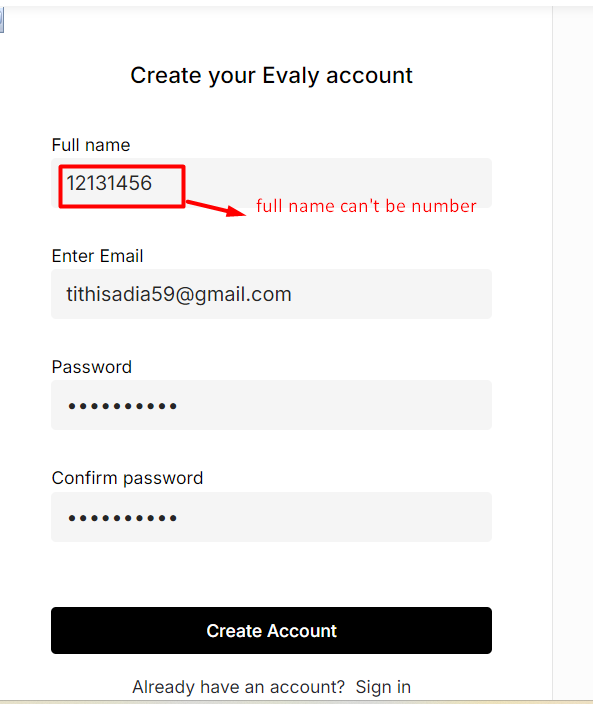 Create your Evaly account
Full name
12131456
full name can't be number
Enter Email
tithisadia59@gmail.com
Password
••••••••••
Confirm password
••••••••••
Create Account
Already have an account? Sign in